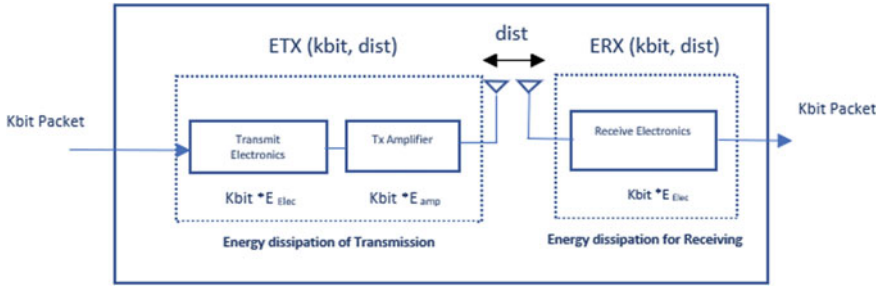 ETX (kbit, dist)
dist
ERX (kbit, dist)
Kbit Packet
Transmit
Electronics
Tx Amplifier
Receive Electronics
Kbit Packet
Kbit *E Elec
Kbit *E amp
Kbit *E Elec
Energy dissipation of Transmission
Energy dissipation for Receiving